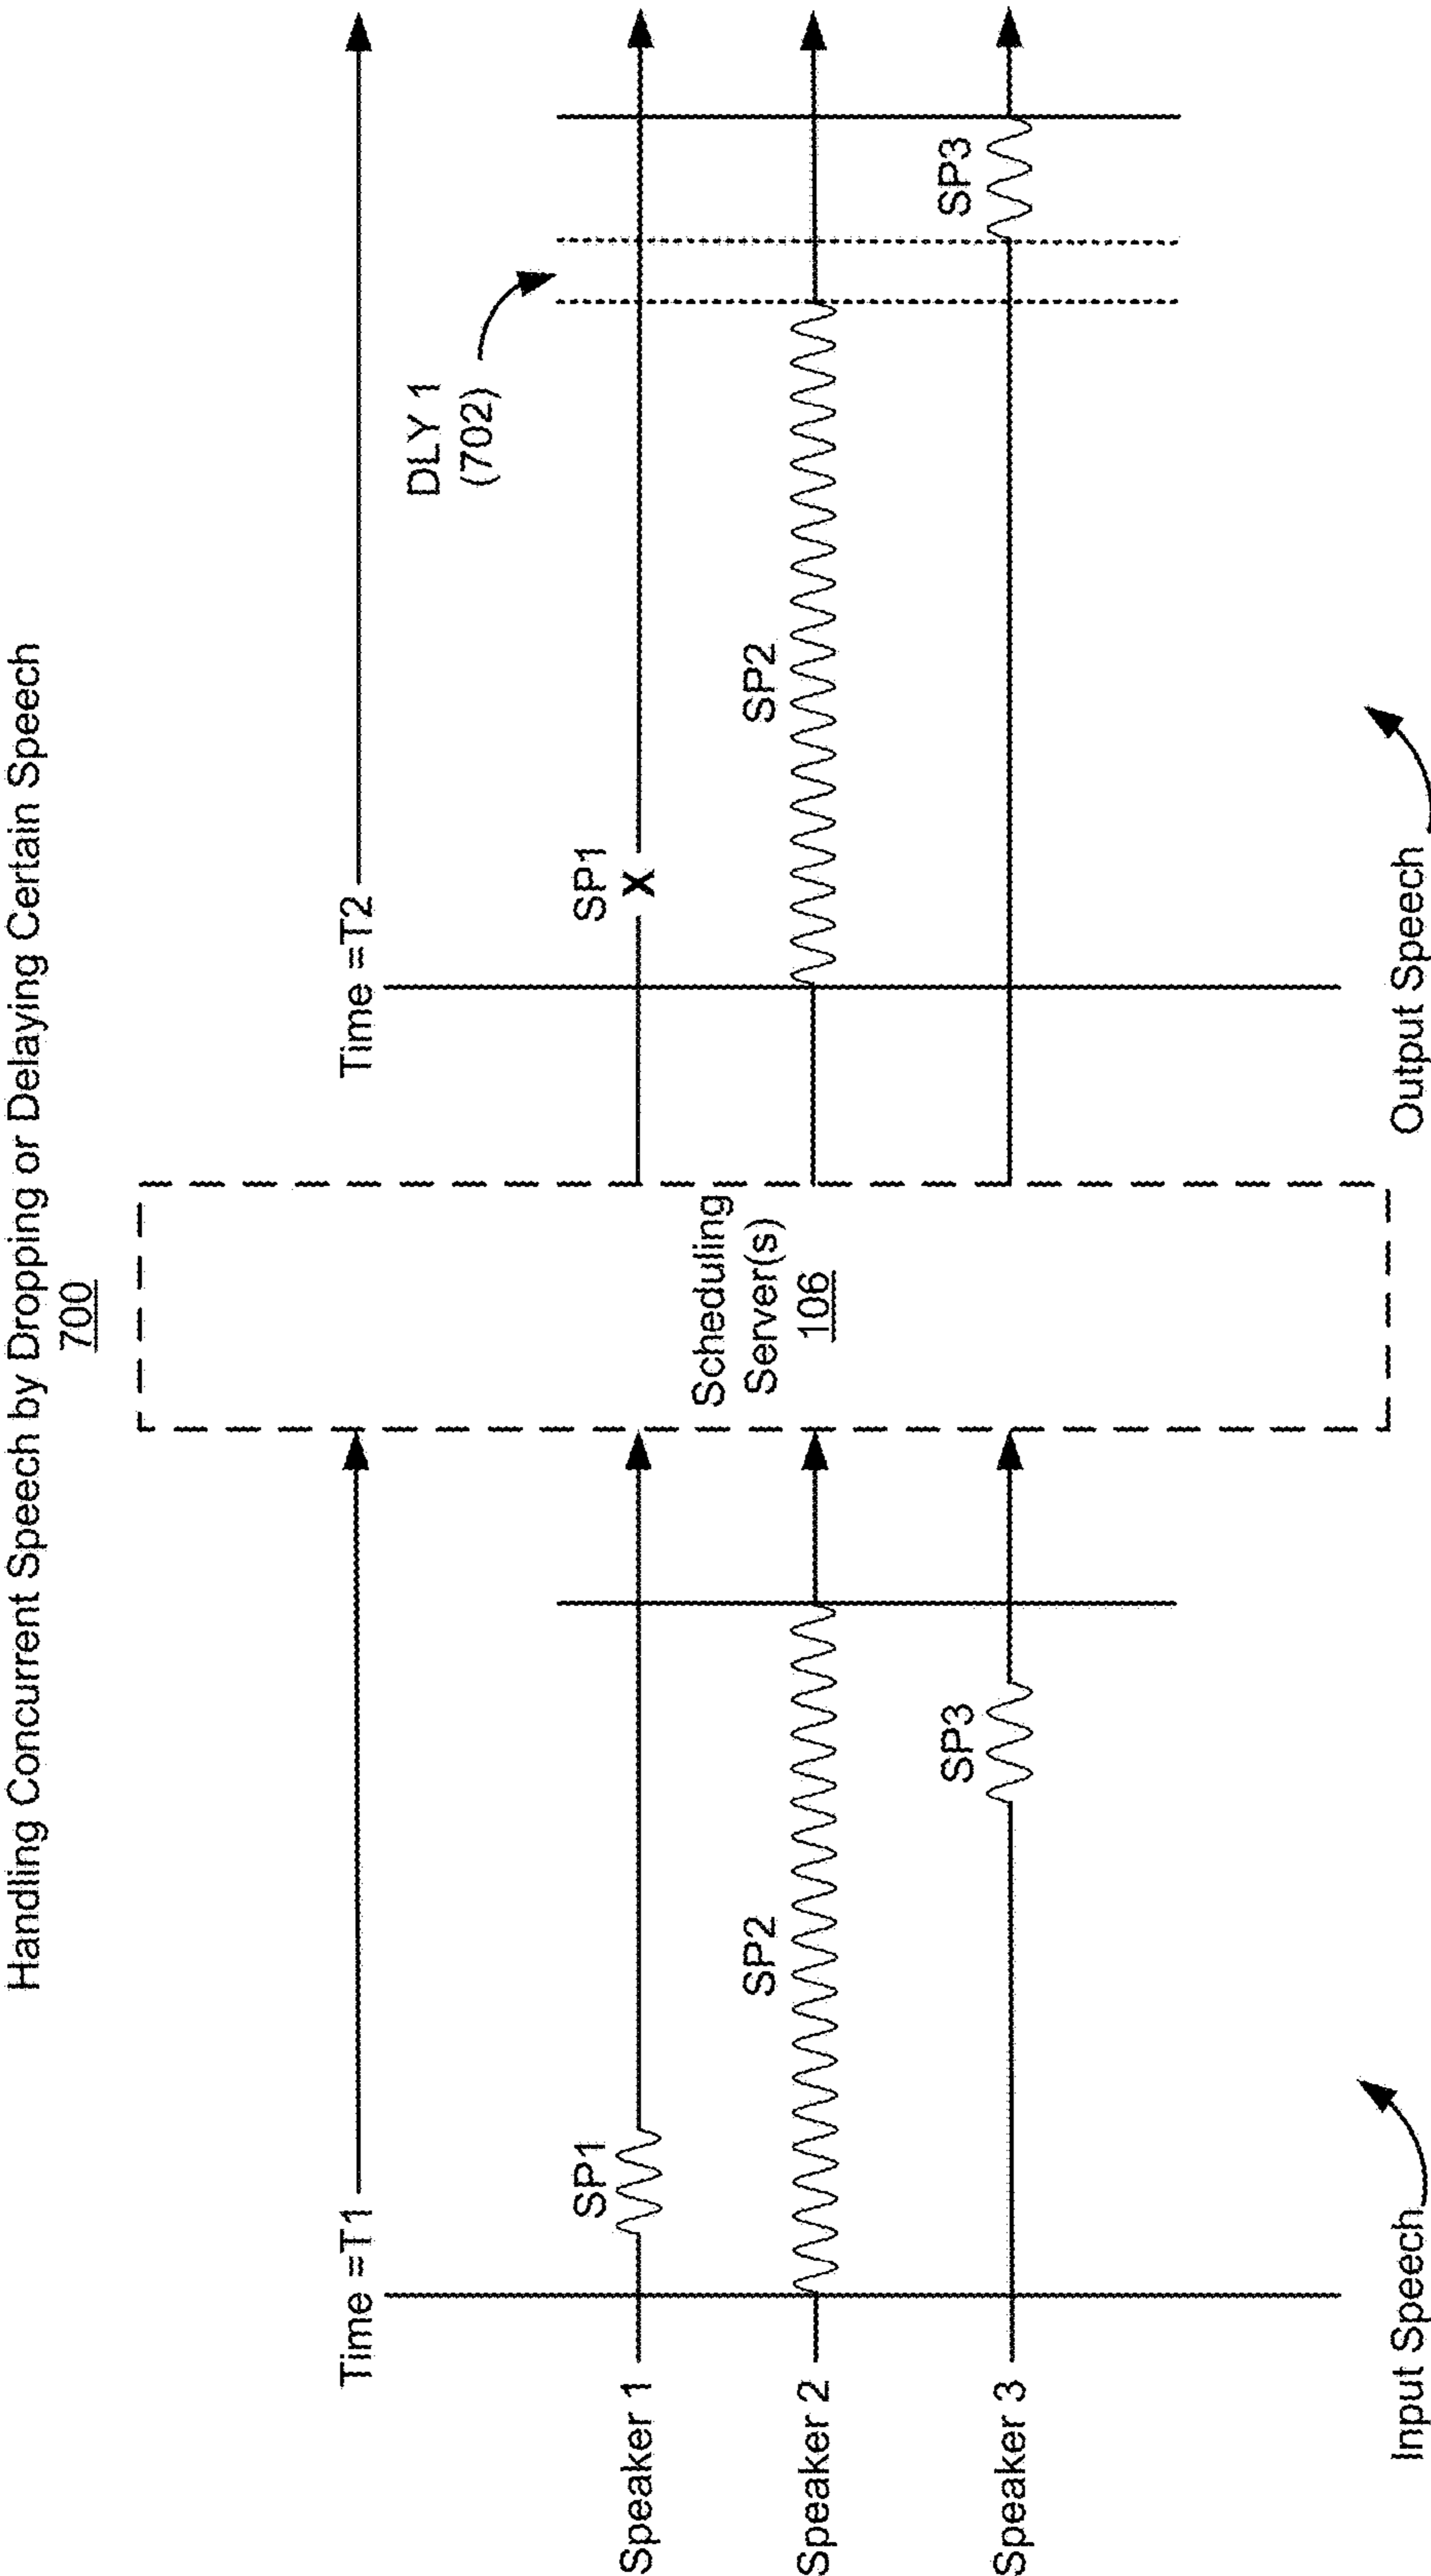 Handling Concurrent Speech by Dropping or Delaying Certain Speech
700
Time =T1
Time =T2
DLY 1
(702)
Speaker 1
SP1
SP1
X
Speaker 2
SP2
Scheduling
Server(s)
106
SP2
Speaker 3
SP3
SP3
Input Speech
Output Speech